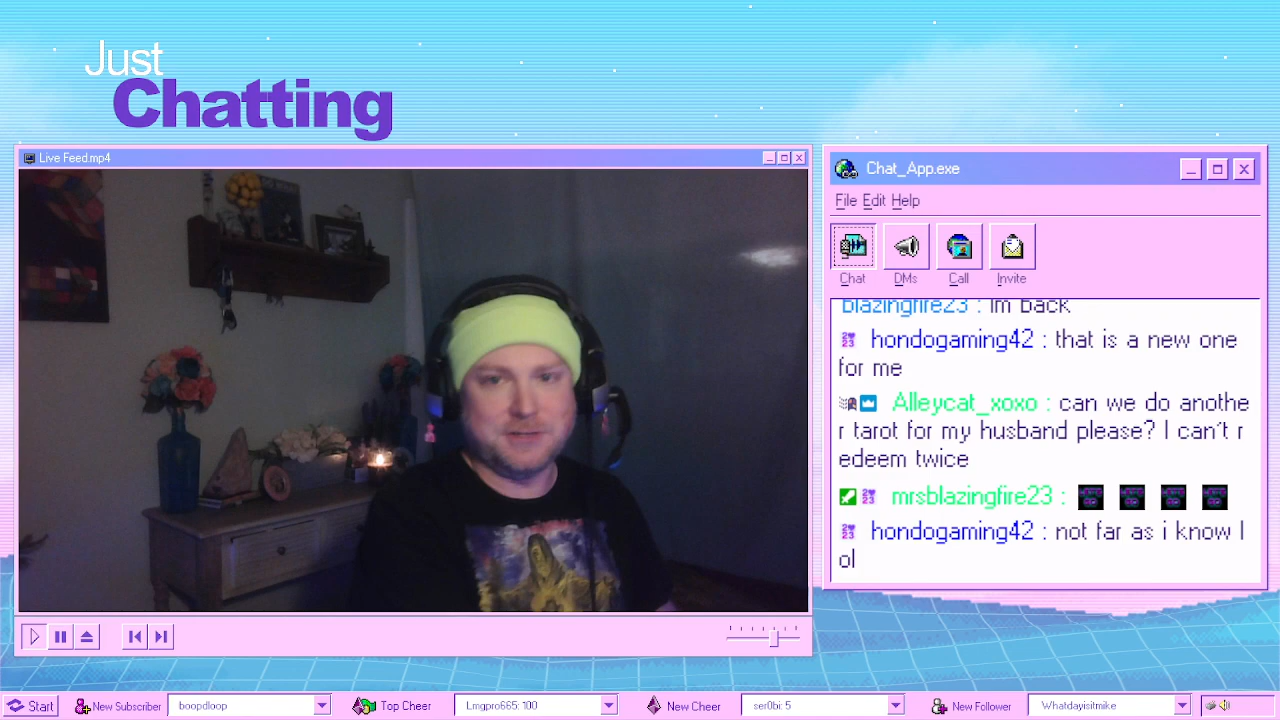 Just
Chatting
Live Feed.mp4
Chat_App.exe
File Edit Help
Chat DMs Call Invite
blazingfire23 : im back
hondogaming42 : that is a new one
for me
Alleycat_xoxo : can we do anothe
r tarot for my husband please? I can't r
edeem twice
mrsblazingfire23 :
hondogaming42 : not far as i know l
ol
Start New Subscriber boopdloop Top Cheer Lmgpro665: 100 New Cheer ser0bi: 5 New Follower Whatdayisitmike